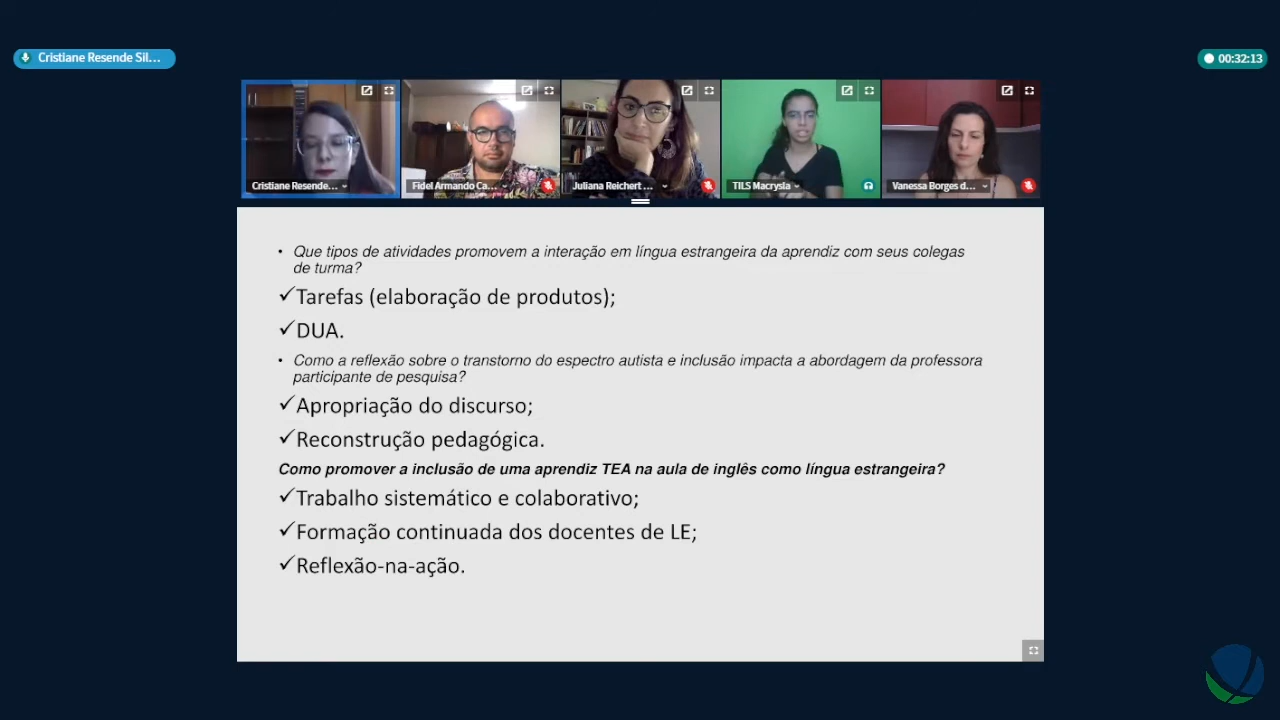 Cristiane Resende Sil...
00:32:13
Cristiane Resende...
Fidel Armando Ca...
Juliana Reichert ...
TILS Macrysla
Vanessa Borges d...
• Que tipos de atividades promovem a interação em língua estrangeira da aprendiz com seus colegas
de turma?
✓Tarefas (elaboração de produtos);
✓DUA.
• Como a reflexão sobre o transtorno do espectro autista e inclusão impacta a abordagem da professora
participante de pesquisa?
✓Apropriação do discurso;
✓Reconstrução pedagógica.
Como promover a inclusão de uma aprendiz TEA na aula de inglês como língua estrangeira?
✓Trabalho sistemático e colaborativo;
✓Formação continuada dos docentes de LE;
✓Reflexão-na-ação.